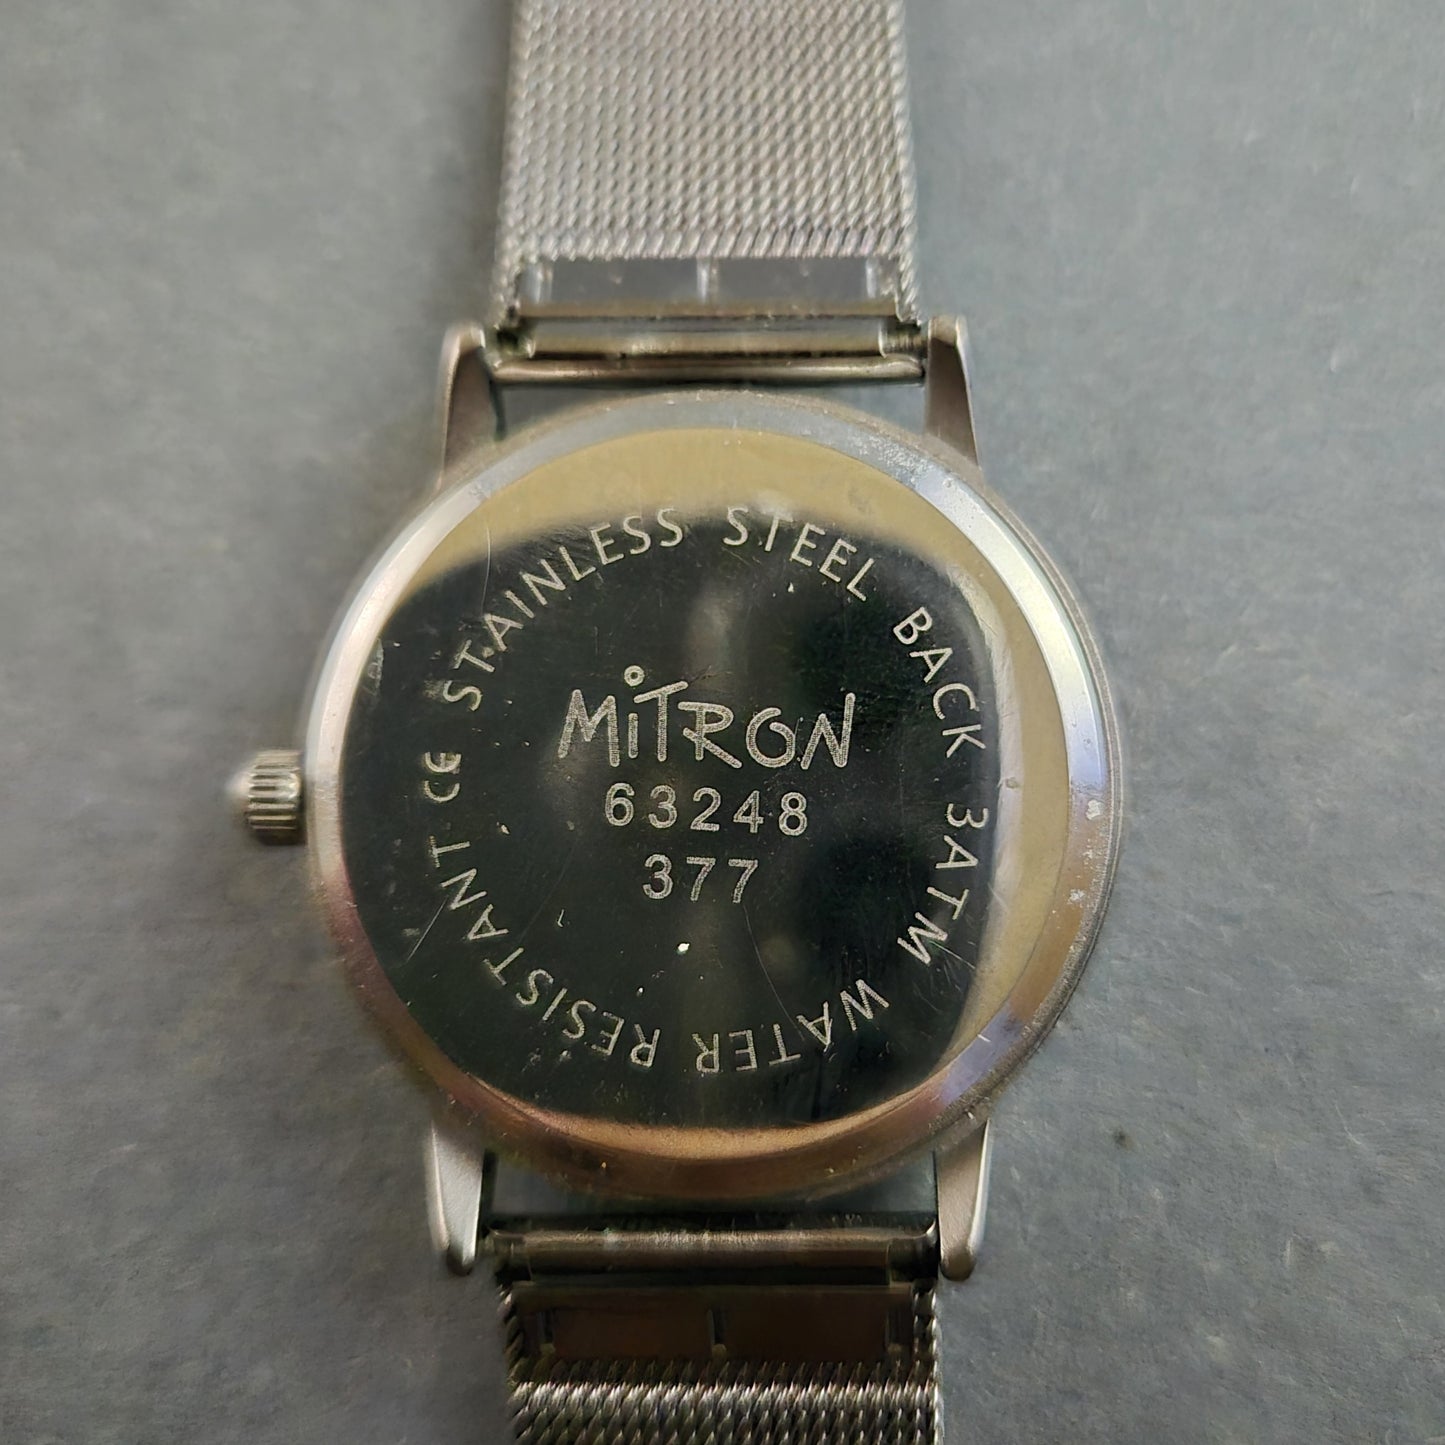 MiTRON
63248
377
CE STAINLESS STEEL BACK 3ATM WATER RESISTANT